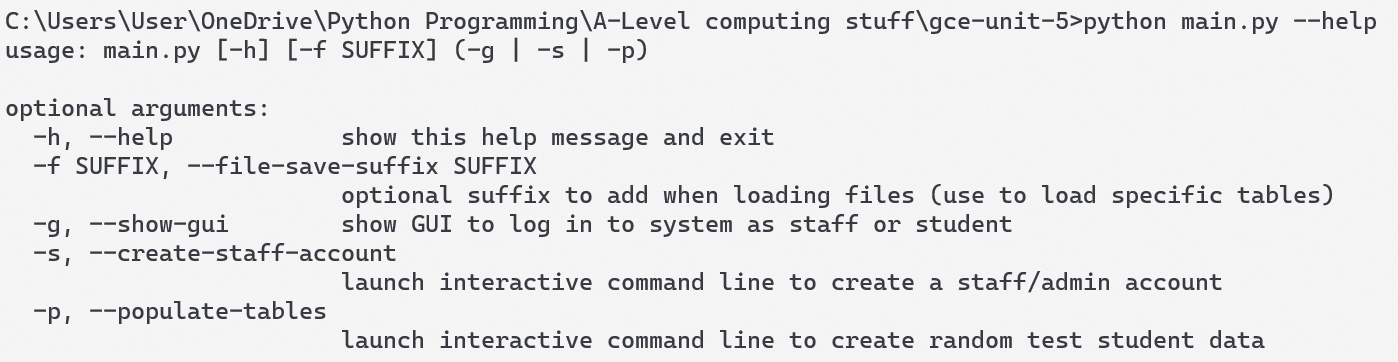 C:\Users\User\OneDrive\Python Programming\A-Level computing stuff\gce-unit-5>python main.py --help
usage: main.py [-h] [-f SUFFIX] (-g | -s | -p)
optional arguments:
-h, --help show this help message and exit
-f SUFFIX, --file-save-suffix SUFFIX
optional suffix to add when loading files (use to load specific tables)
-g, --show-gui show GUI to log in to system as staff or student
-s, --create-staff-account
launch interactive command line to create a staff/admin account
-p, --populate-tables
launch interactive command line to create random test student data